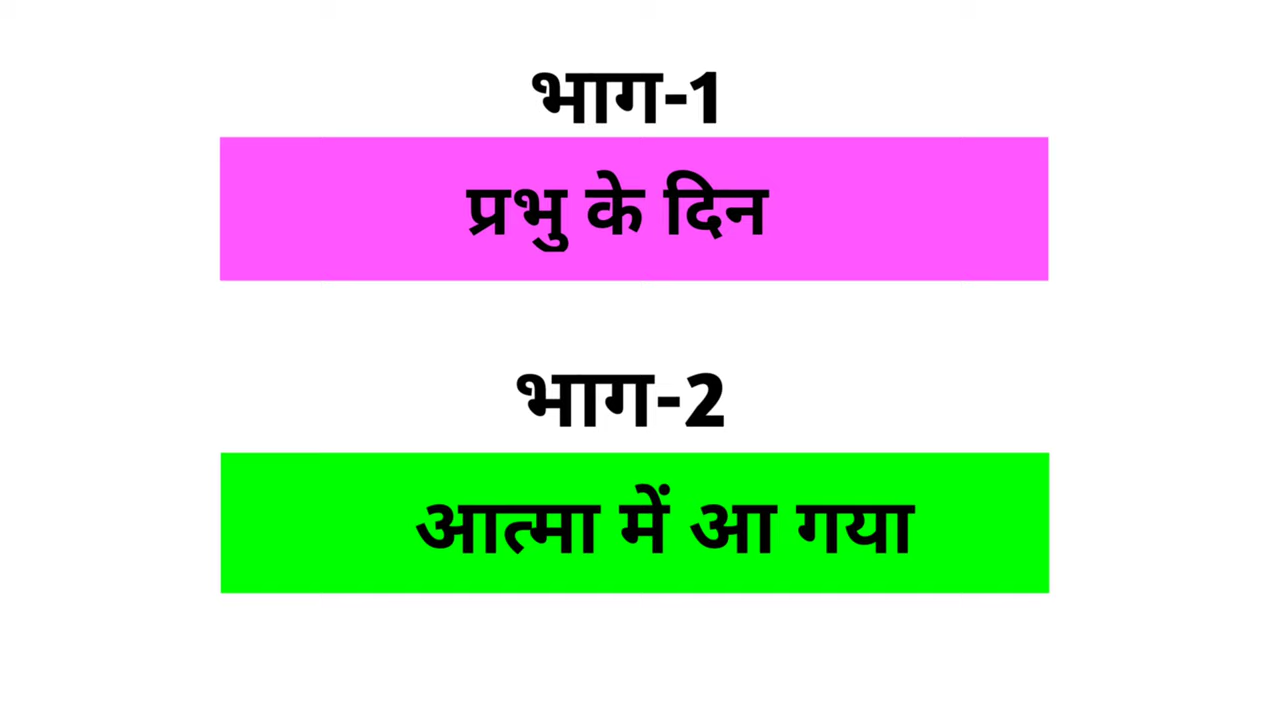 भाग-1
प्रभु के दिन
भाग-2
आत्मा में आ गया